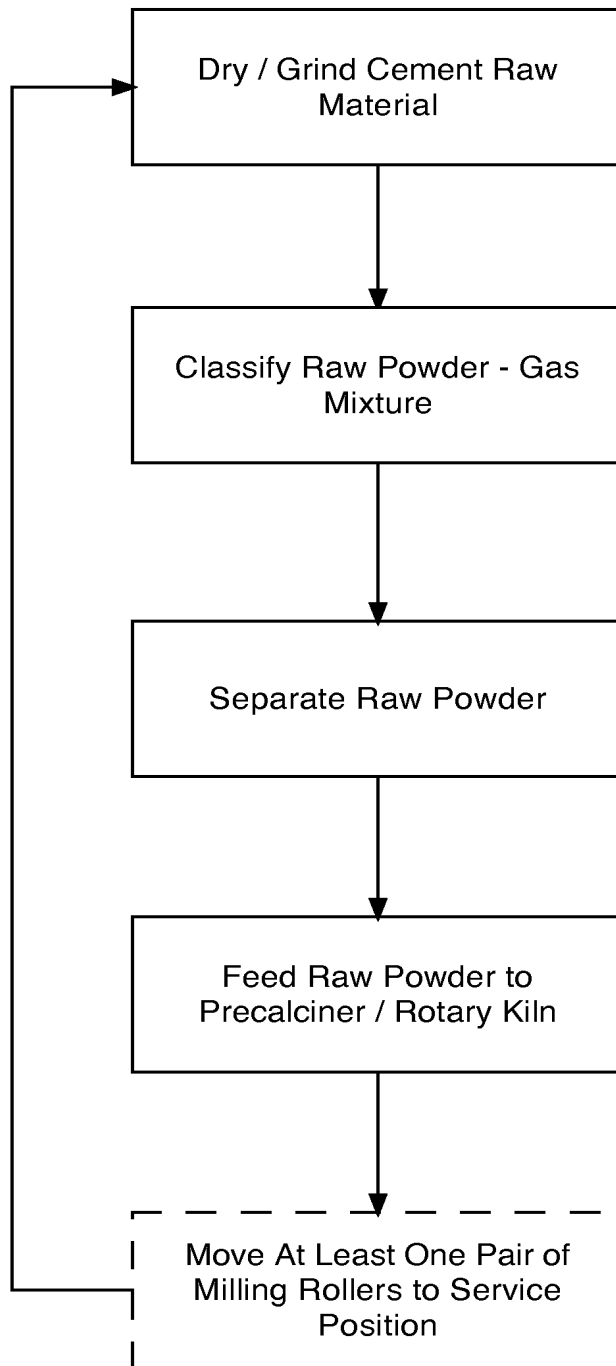 Dry / Grind Cement Raw
Material
Classify Raw Powder - Gas
Mixture
Separate Raw Powder
Feed Raw Powder to
Precalciner / Rotary Kiln
Move At Least One Pair of
Milling Rollers to Service
Position